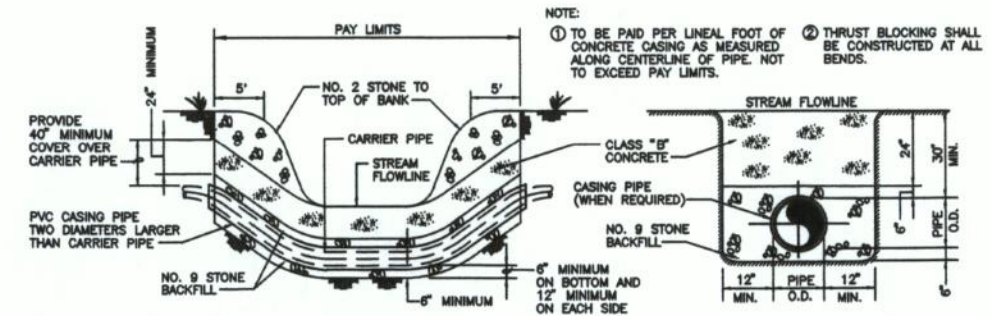 NOTE:
① TO BE PAID PER LINEAL FOOT OF
CONCRETE CASING AS MEASURED
ALONG CENTERLINE OF PIPE. NOT
TO EXCEED PAY LIMITS.
② THRUST BLOCKING SHALL
BE CONSTRUCTED AT ALL
BENDS.
PAY LIMITS
24" MINIMUM
5'
NO. 2 STONE TO
TOP OF BANK
5'
PROVIDE
40" MINIMUM
COVER OVER
CARRIER PIPE
CARRIER PIPE
STREAM
FLOWLINE
PVC CASING PIPE
TWO DIAMETERS LARGER
THAN CARRIER PIPE
NO. 9 STONE
BACKFILL
6" MINIMUM
6" MINIMUM
ON BOTTOM AND
12" MINIMUM
ON EACH SIDE
STREAM FLOWLINE
CLASS "B"
CONCRETE
CASING PIPE
(WHEN REQUIRED)
NO. 9 STONE
BACKFILL
24"
6"
30"
MIN.
PIPE
O.D.
6"
12"
MIN.
PIPE
O.D.
12"
MIN.